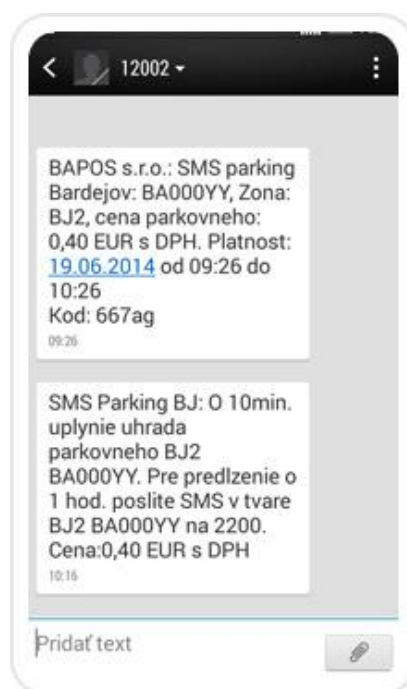 12002
BAPOS s.r.o.: SMS parking
Bardejov: BA000YY, Zona:
BJ2, cena parkovneho:
0,40 EUR s DPH. Platnost:
19.06.2014 od 09:26 do
10:26
Kod: 667ag
09:26
SMS Parking BJ: O 10min.
uplynie uhrada
parkovneho BJ2
BA000YY. Pre predlzenie o
1 hod. poslite SMS v tvare
BJ2 BA000YY na 2200.
Cena:0,40 EUR s DPH
10:16
Pridať text